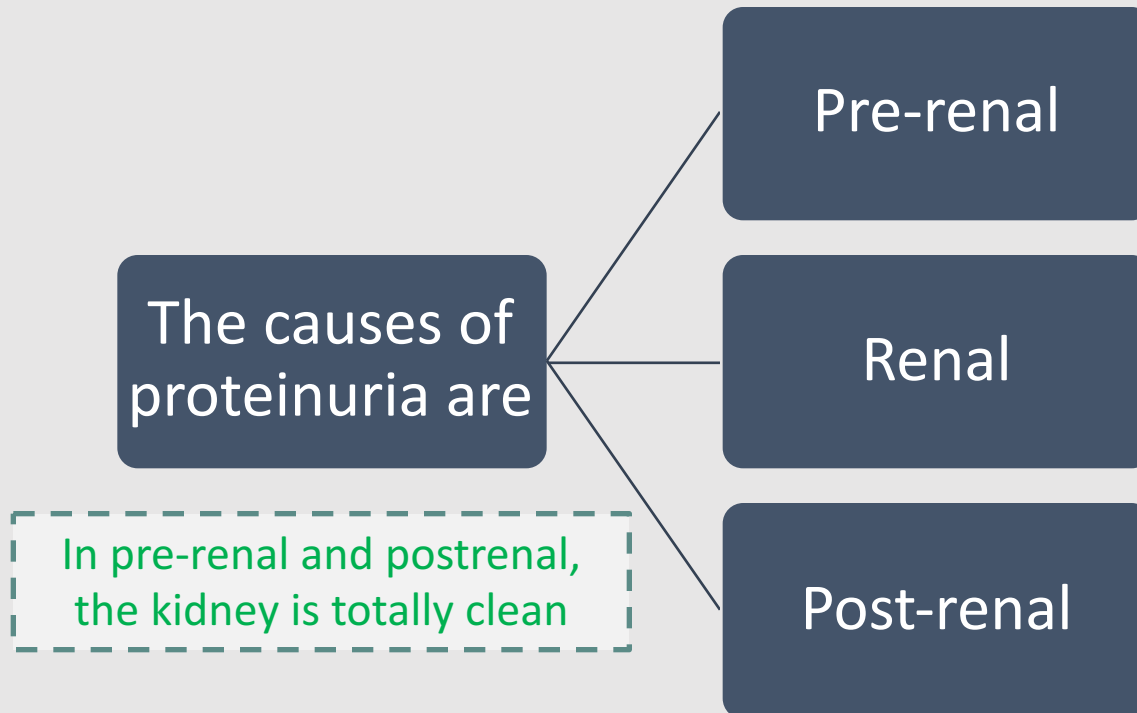 The causes of
proteinuria are
Pre-renal
Renal
Post-renal
In pre-renal and postrenal,
the kidney is totally clean